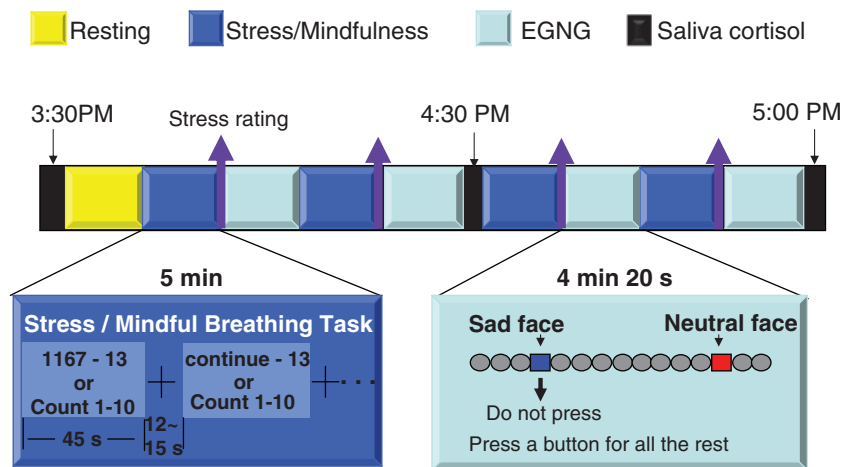 Resting Stress/Mindfulness EGNG Saliva cortisol
3:30PM Stress rating 4:30 PM 5:00 PM
5 min
Stress / Mindful Breathing Task
1167 - 13
or
Count 1-10
+
continue - 13
or
Count 1-10
+ ...
45 s
12~
15 s
4 min 20 s
Sad face Neutral face
Do not press
Press a button for all the rest